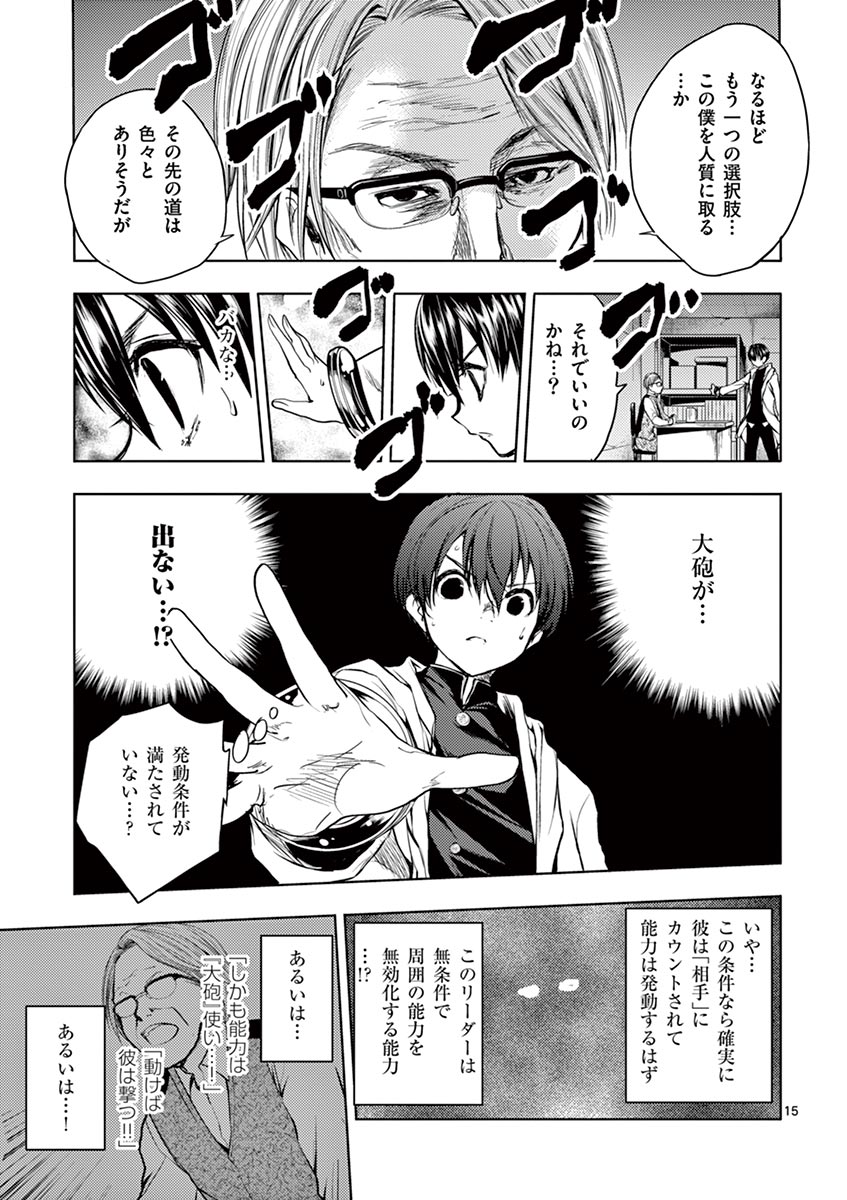 なるほど
もう一つの選択肢…
この僕を人質に取る
…か
その先の道は
色々と
ありそうだが
ゴゴゴゴ
それでいいの
かね…?
ゴゴ
バカな…
大砲が…
出ない…!?
発動条件が
満たされて
いない…?
いや…
この条件なら確実に
彼は「相手」に
カウントされて
能力は発動するはず
このリーダーは
無条件で
周囲の能力を
無効化する能力
…!?
あるいは…
「しかも能力は
「大砲」使い…!」
「動けば
彼は撃つ!!」
あるいは…!
15